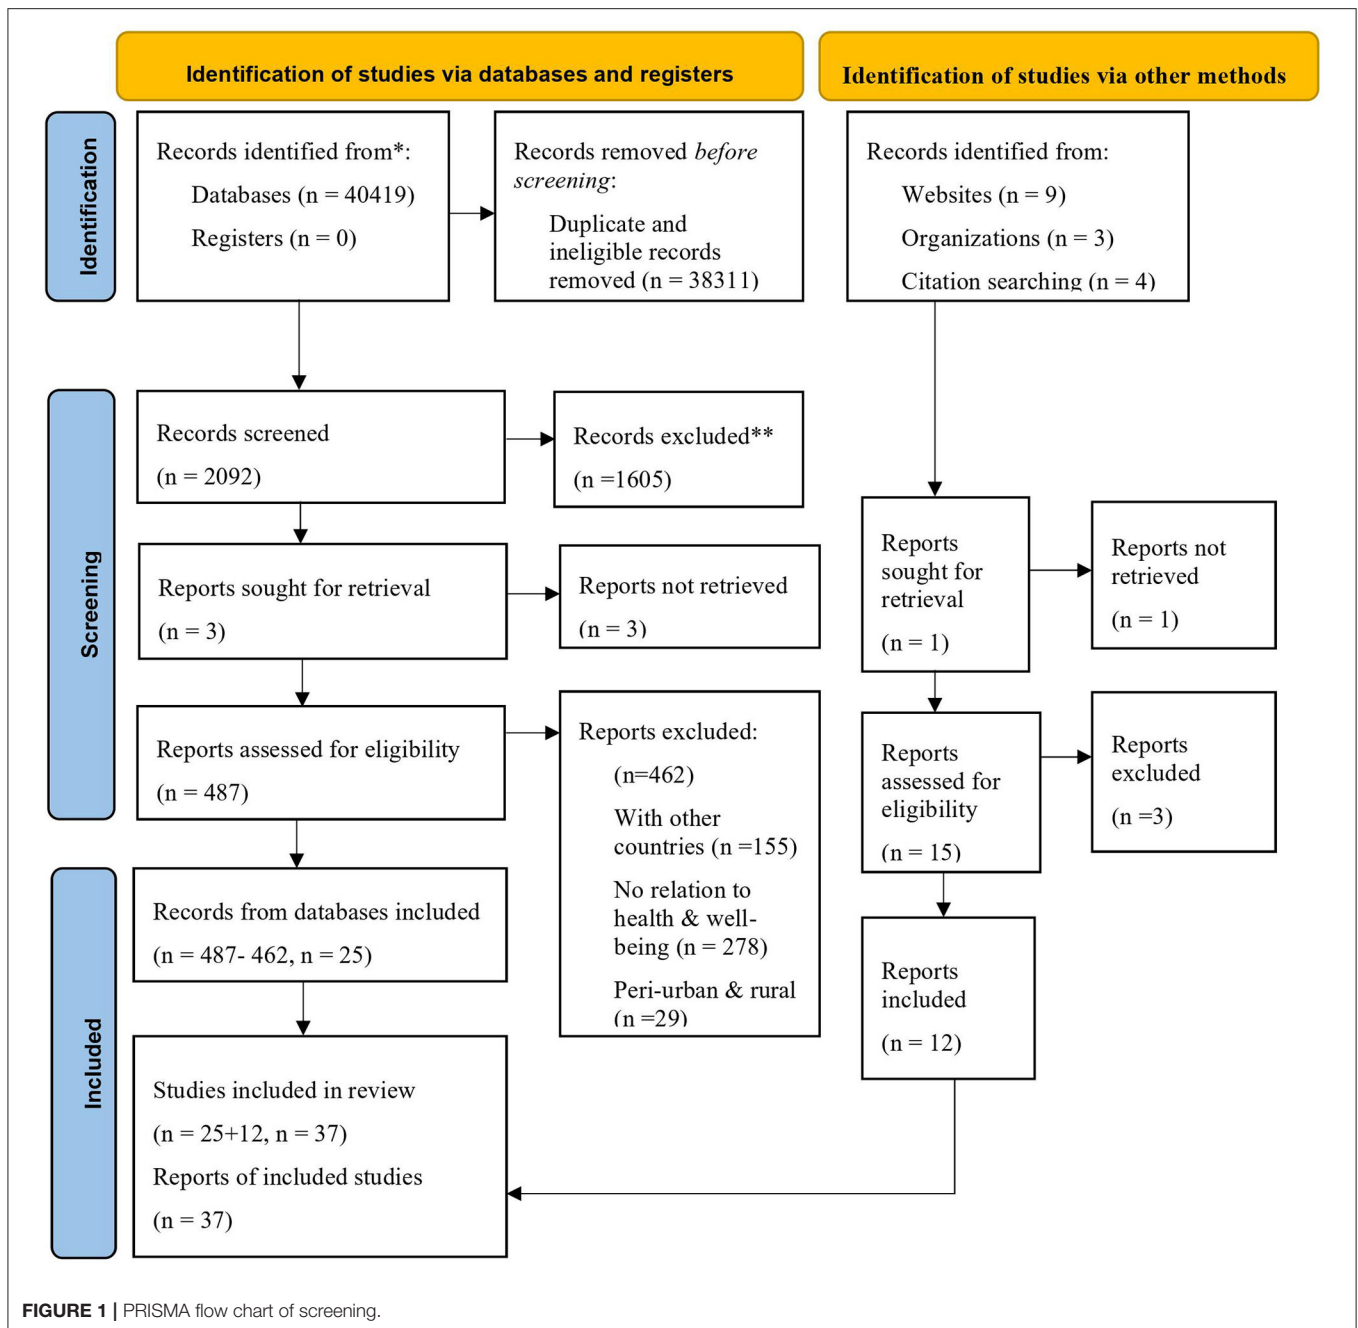 Identification of studies via databases and registers
Identification of studies via other methods
Identification
Records identified from*:
Databases (n = 40419)
Registers (n = 0)
Records removed before
screening:
Duplicate and
ineligible records
removed (n = 38311)
Records identified from:
Websites (n = 9)
Organizations (n = 3)
Citation searching (n = 4)
Screening
Records screened
(n = 2092)
Records excluded**
(n =1605)
Reports sought for retrieval
(n = 3)
Reports not retrieved
(n = 3)
Reports
sought for
retrieval
(n = 1)
Reports not
retrieved
(n = 1)
Reports assessed for eligibility
(n = 487)
Reports excluded:
(n=462)
With other
countries (n =155)
No relation to
health & well-
being (n = 278)
Peri-urban & rural
(n =29)
Reports
assessed for
eligibility
(n = 15)
Reports
excluded
(n =3)
Included
Records from databases included
(n = 487- 462, n = 25)
Reports
included
(n = 12)
Studies included in review
(n = 25+12, n = 37)
Reports of included studies
(n = 37)
FIGURE 1 | PRISMA flow chart of screening.